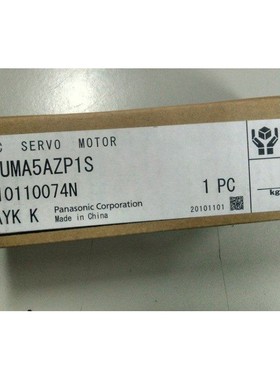 C SERVO MOTOR
UMA5AZP1S
10110074N
1 PC
AYK K
Panasonic Corporation
Made in China
20101101
kg